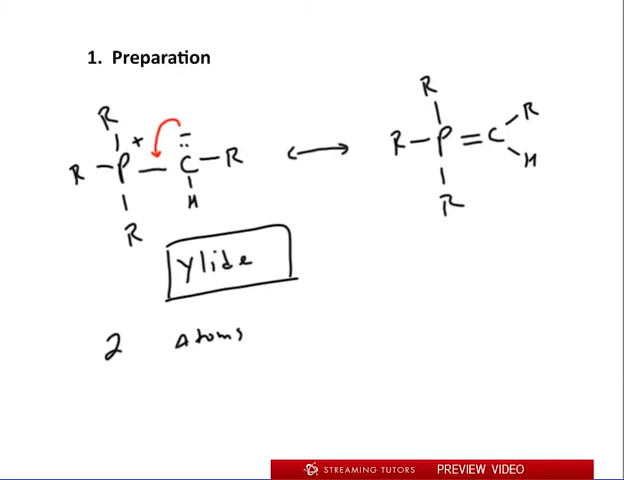 1. Preparation
R R
R–P⁺–C̈⁻–R ⟷ R–P=C R
H H
R R
Ylide
2 Atoms
STREAMING TUTORS PREVIEW VIDEO